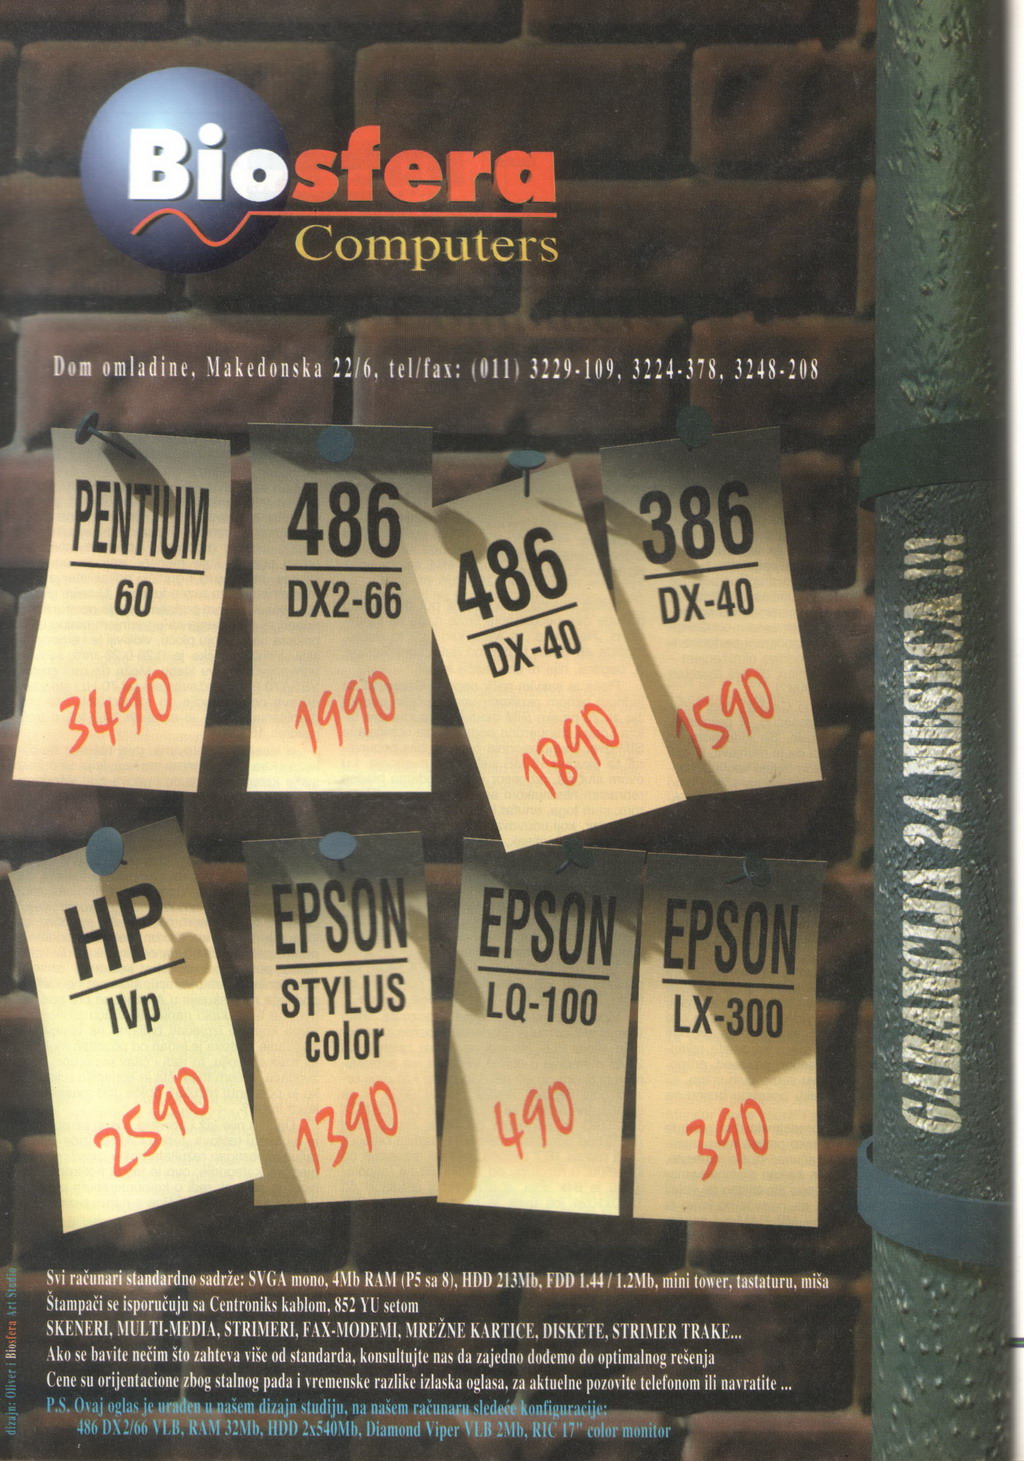 Biosfera
Computers
Dom omladine, Makedonska 22/6, tel/fax: (011) 3229-109, 3224-378, 3248-208
PENTIUM
60
3490
486
DX2-66
1990
486
DX-40
1890
386
DX-40
1590
HP
IVp
2590
EPSON
STYLUS
color
1390
EPSON
LQ-100
490
EPSON
LX-300
390
GARANCIJA 24 MESECA !!!
Svi računari standardno sadrže: SVGA mono, 4Mb RAM (P5 sa 8), HDD 213Mb, FDD 1.44 / 1.2Mb, mini tower, tastaturu, miša
Štampači se isporučuju sa Centroniks kablom, 852 YU setom
SKENERI, MULTI-MEDIA, STRIMERI, FAX-MODEMI, MREŽNE KARTICE, DISKETE, STRIMER TRAKE...
Ako se bavite nečim što zahteva više od standarda, konsultujte nas da zajedno dođemo do optimalnog rešenja
Cene su orijentacione zbog stalnog pada i vremenske razlike izlaska oglasa, za aktuelne pozovite telefonom ili navratite ...
P.S. Ovaj oglas je urađen u našem dizajn studiju, na našem računaru sledeće konfiguracije:
486 DX2/66 VLB, RAM 32Mb, HDD 2x540Mb, Diamond Viper VLB 2Mb, RIC 17" color monitor
dizajn: Oliver i Biosfera Art Studio